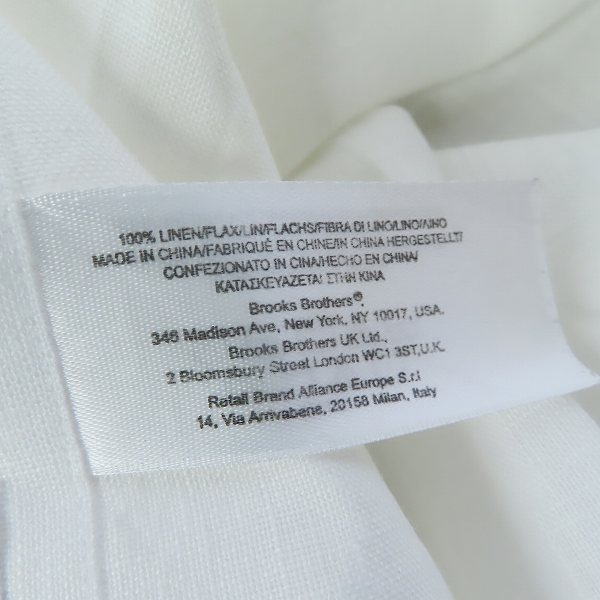 100% LINEN/FLAX/LIN/FLACHS/FIBRA DI LINO/LINO/ΛΙΝΟ
MADE IN CHINA/FABRIQUÉ EN CHINE/IN CHINA HERGESTELLT/
CONFEZIONATO IN CINA/HECHO EN CHINA/
ΚΑΤΑΣΚΕΥΑΖΕΤΑΙ ΣΤΗΝ ΚΙΝΑ
Brooks Brothers®,
346 Madison Ave, New York, NY 10017, USA.
Brooks Brothers UK Ltd.,
2 Bloomsbury Street London WC1 3ST,U.K.
Retail Brand Alliance Europe S.r.l
14, Via Arrivabene, 20158 Milan, Italy